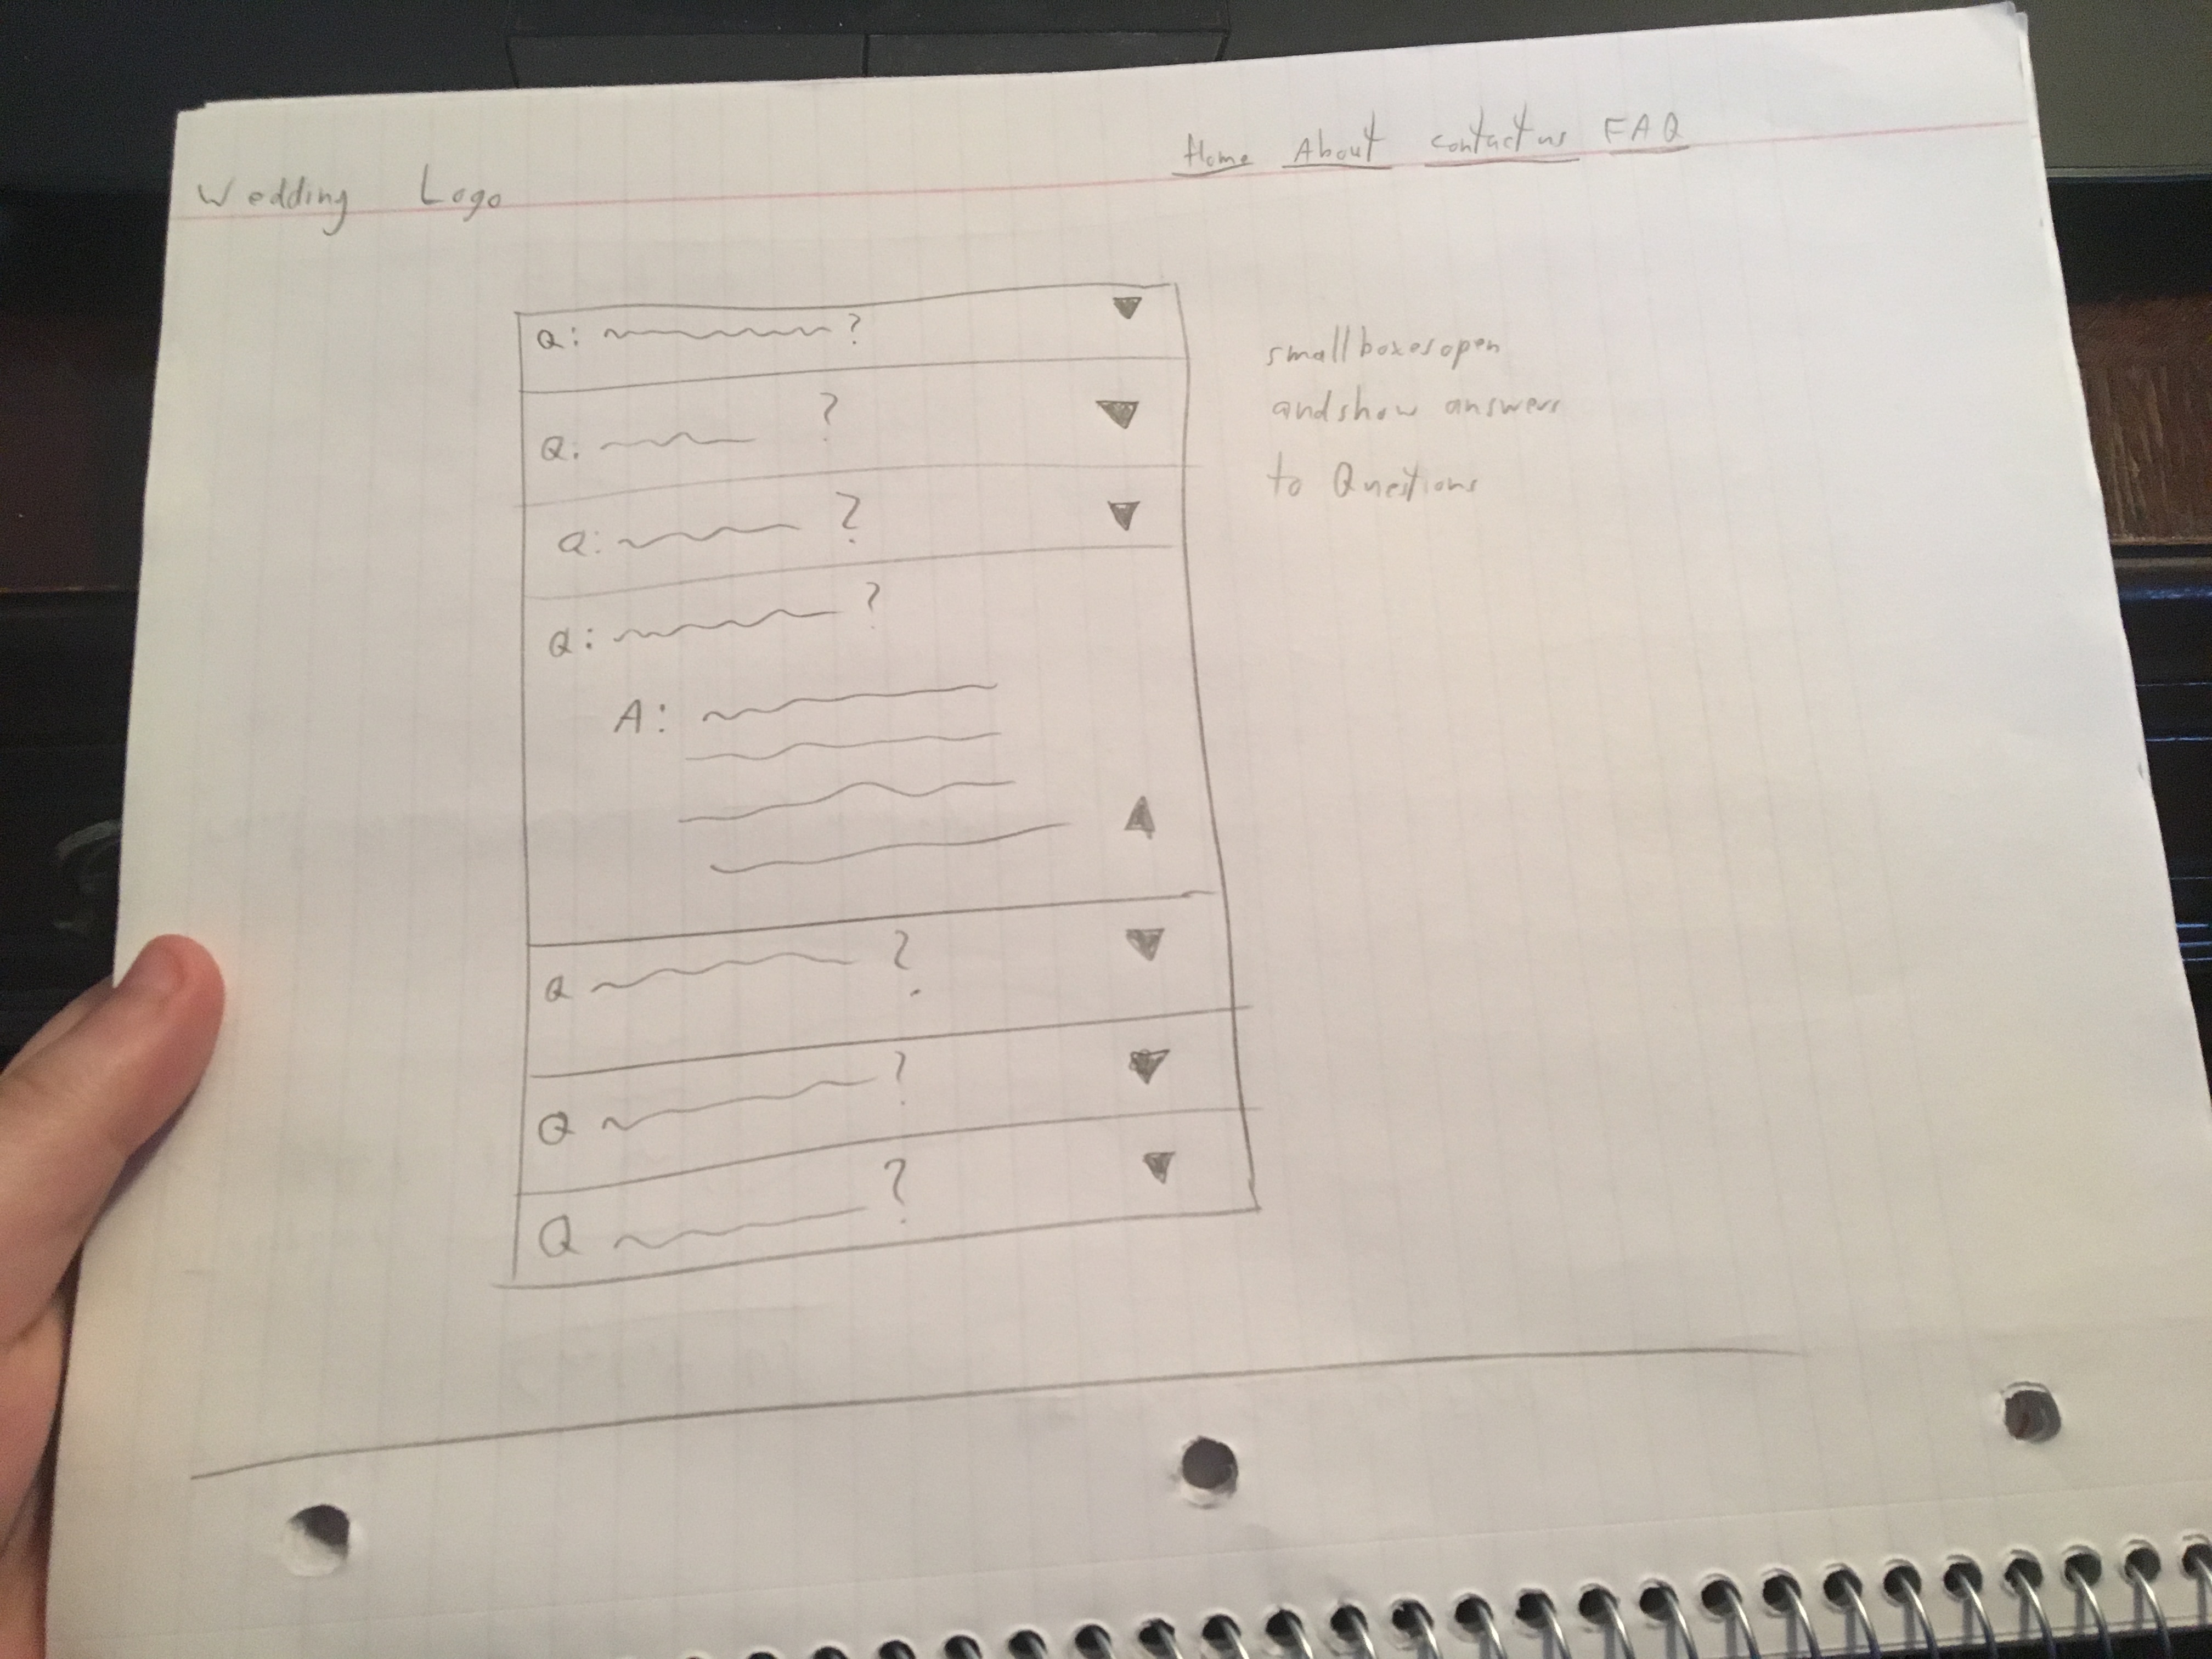 Wedding Logo
Home About contact us FAQ
Q: ?
Q: ?
Q: ?
Q: ?
A:
Q ?
Q ?
Q ?
small boxes open
and show answers
to Questions